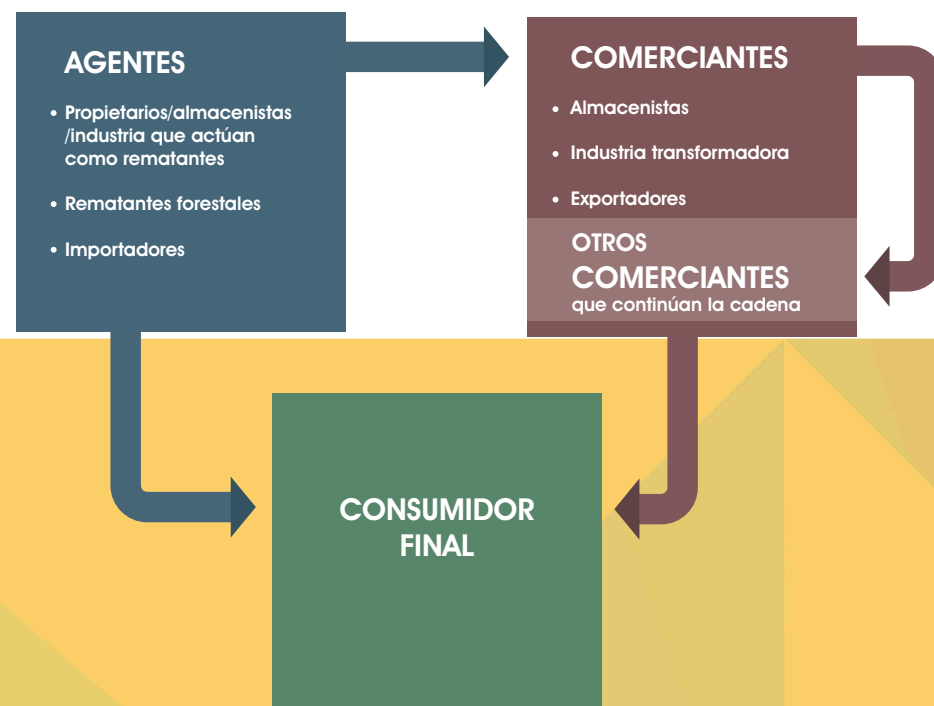 AGENTES
• Propietarios/almacenistas
/industria que actúan
como rematantes
• Rematantes forestales
• Importadores
COMERCIANTES
• Almacenistas
• Industria transformadora
• Exportadores
OTROS
COMERCIANTES
que continúan la cadena
CONSUMIDOR
FINAL